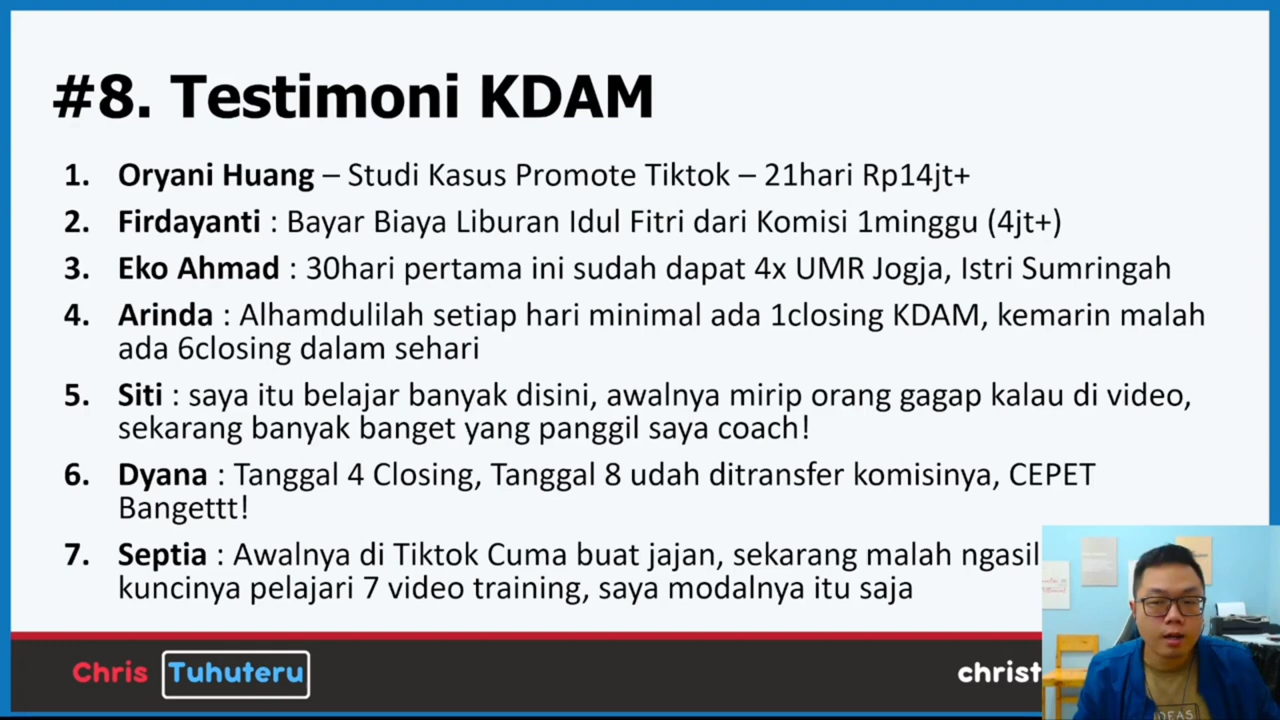 #8. Testimoni KDAM
1. Oryani Huang – Studi Kasus Promote Tiktok – 21hari Rp14jt+
2. Firdayanti : Bayar Biaya Liburan Idul Fitri dari Komisi 1minggu (4jt+)
3. Eko Ahmad : 30hari pertama ini sudah dapat 4x UMR Jogja, Istri Sumringah
4. Arinda : Alhamdulilah setiap hari minimal ada 1closing KDAM, kemarin malah
ada 6closing dalam sehari
5. Siti : saya itu belajar banyak disini, awalnya mirip orang gagap kalau di video,
sekarang banyak banget yang panggil saya coach!
6. Dyana : Tanggal 4 Closing, Tanggal 8 udah ditransfer komisinya, CEPET
Bangettt!
7. Septia : Awalnya di Tiktok Cuma buat jajan, sekarang malah ngasil
kuncinya pelajari 7 video training, saya modalnya itu saja
Chris Tuhuteru
christ